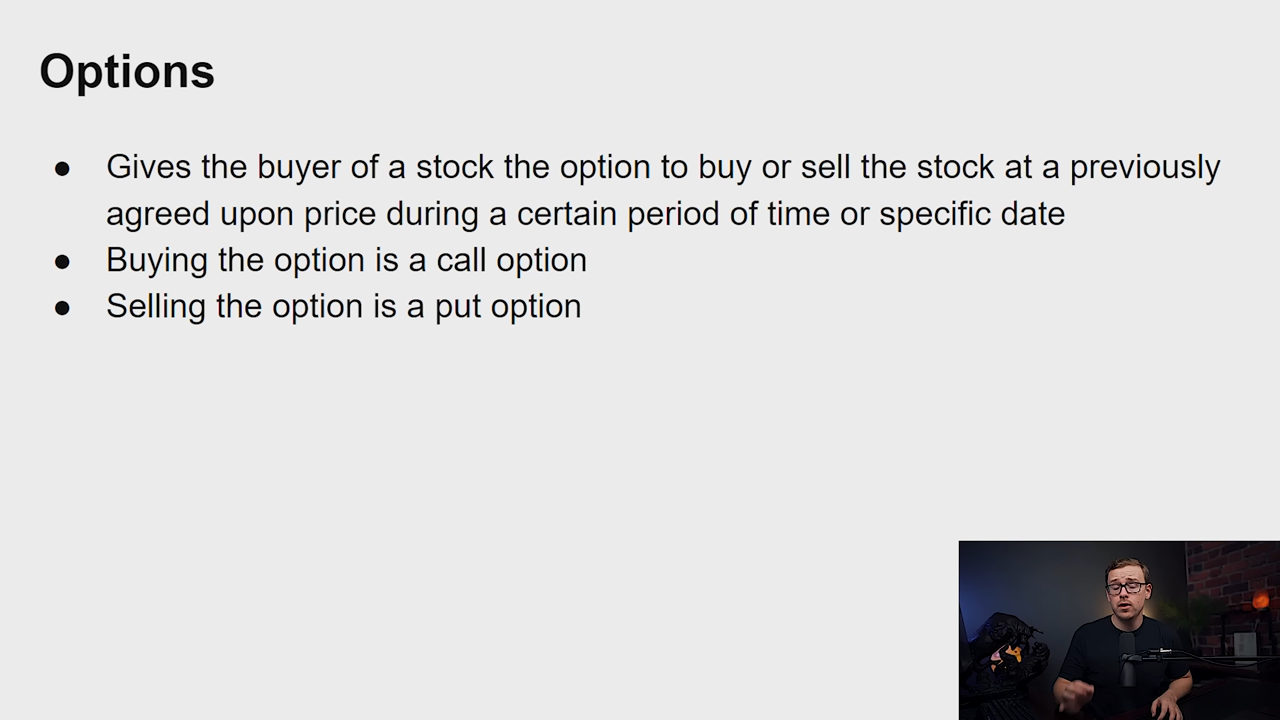 Options
● Gives the buyer of a stock the option to buy or sell the stock at a previously
agreed upon price during a certain period of time or specific date
● Buying the option is a call option
● Selling the option is a put option